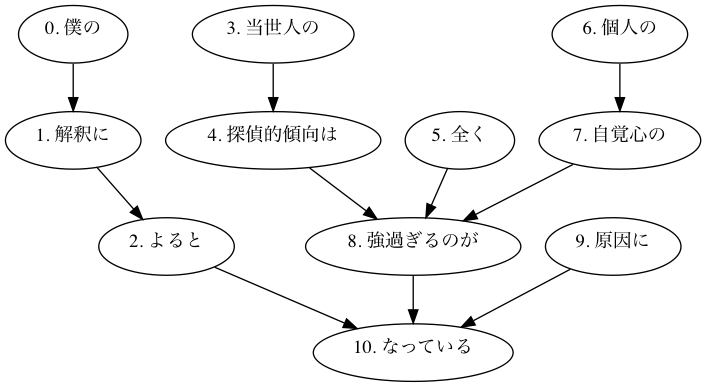 0. 僕の
3. 当世人の
6. 個人の
1. 解釈に
4. 探偵的傾向は
5. 全く
7. 自覚心の
2. よると
8. 強過ぎるのが
9. 原因に
10. なっている